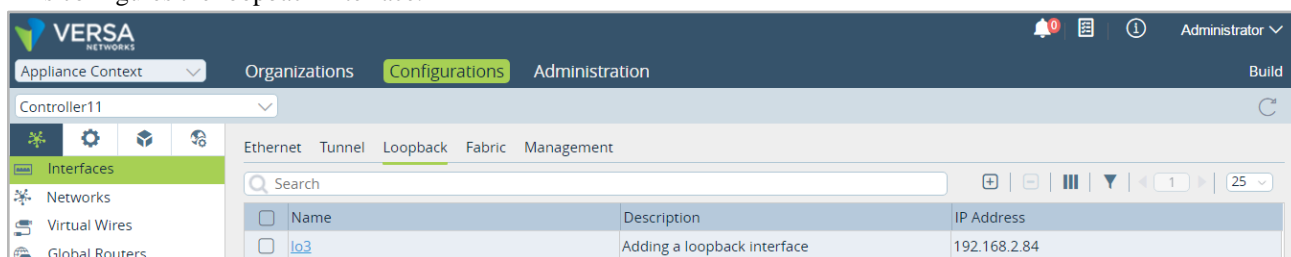 VERSA
NETWORKS
0
Administrator
Appliance Context
Organizations Configurations Administration
Build
Controller11
Ethernet Tunnel Loopback Fabric Management
Interfaces
Search
1
25
Networks
Virtual Wires
Name Description IP Address
Global Routers
lo3 Adding a loopback interface 192.168.2.84